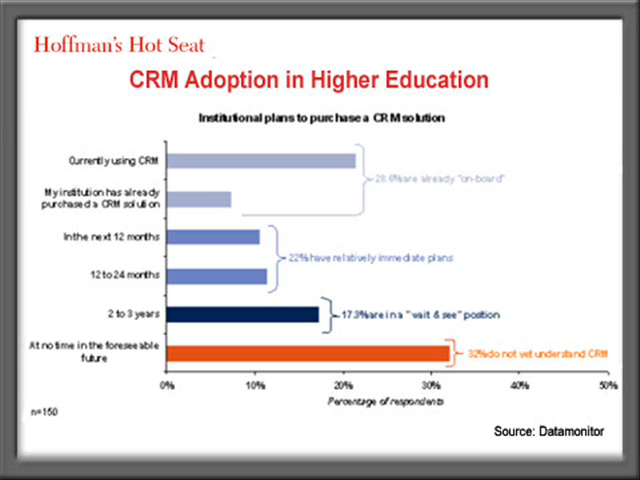 Hoffman's Hot Seat
CRM Adoption in Higher Education
Institutional plans to purchase a CRM solution
Currently using CRM
28.6% are already "on-board"
My institution has already
purchased a CRM solution
In the next 12 months
22% have relatively immediate plans
12 to 24 months
2 to 3 years
17.3% are in a "wait & see" position
At no time in the foreseeable
future
32% do not yet understand CRM
0% 10% 20% 30% 40% 50%
Percentage of respondents
n=150
Source: Datamonitor